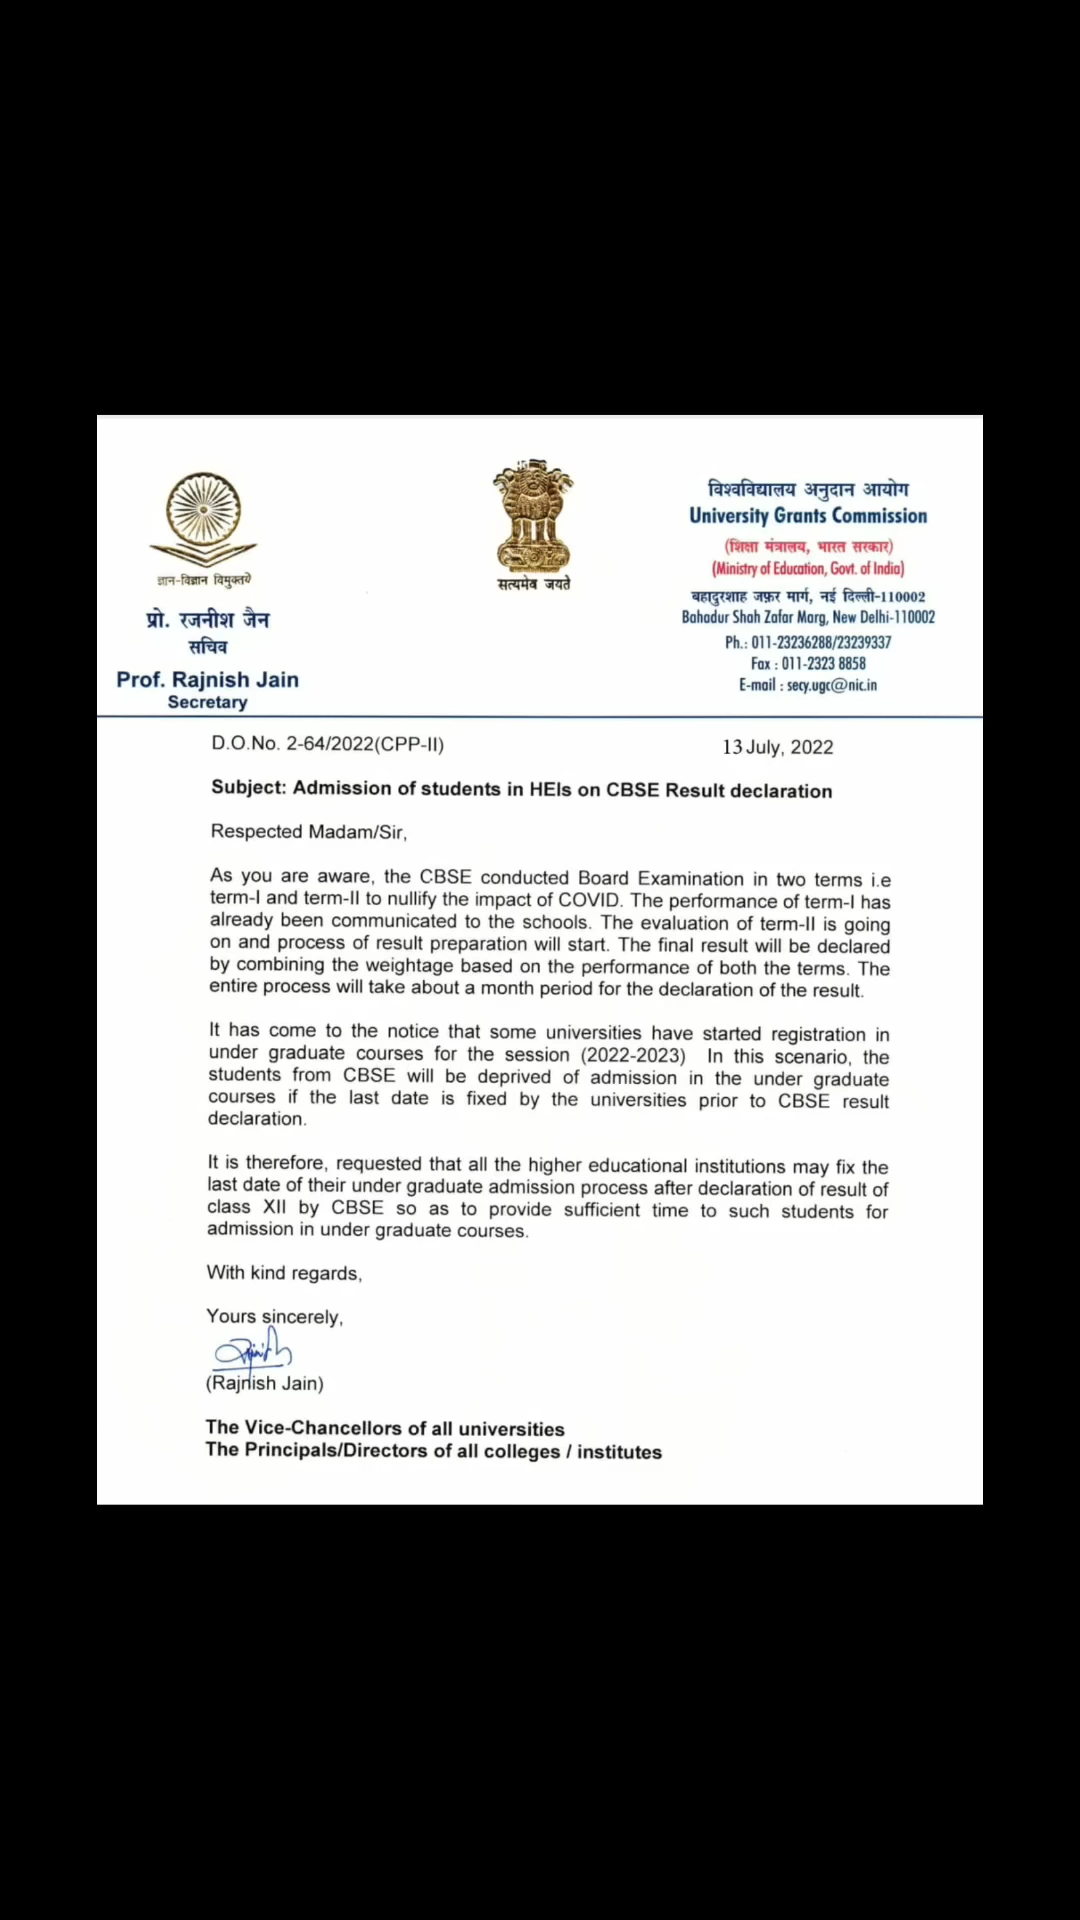 ज्ञान-विज्ञान विमुक्तये
प्रो. रजनीश जैन
सचिव
Prof. Rajnish Jain
Secretary
सत्यमेव जयते
विश्वविद्यालय अनुदान आयोग
University Grants Commission
(शिक्षा मंत्रालय, भारत सरकार)
(Ministry of Education, Govt. of India)
बहादुरशाह ज़फ़र मार्ग, नई दिल्ली-110002
Bahadur Shah Zafar Marg, New Delhi-110002
Ph.: 011-23236288/23239337
Fax : 011-2323 8858
E-mail : secy.ugc@nic.in
D.O.No. 2-64/2022(CPP-II)
13 July, 2022
Subject: Admission of students in HEIs on CBSE Result declaration
Respected Madam/Sir,
As you are aware, the CBSE conducted Board Examination in two terms i.e
term-I and term-II to nullify the impact of COVID. The performance of term-I has
already been communicated to the schools. The evaluation of term-II is going
on and process of result preparation will start. The final result will be declared
by combining the weightage based on the performance of both the terms. The
entire process will take about a month period for the declaration of the result.
It has come to the notice that some universities have started registration in
under graduate courses for the session (2022-2023) In this scenario, the
students from CBSE will be deprived of admission in the under graduate
courses if the last date is fixed by the universities prior to CBSE result
declaration.
It is therefore, requested that all the higher educational institutions may fix the
last date of their under graduate admission process after declaration of result of
class XII by CBSE so as to provide sufficient time to such students for
admission in under graduate courses.
With kind regards,
Yours sincerely,
(Rajnish Jain)
The Vice-Chancellors of all universities
The Principals/Directors of all colleges / institutes